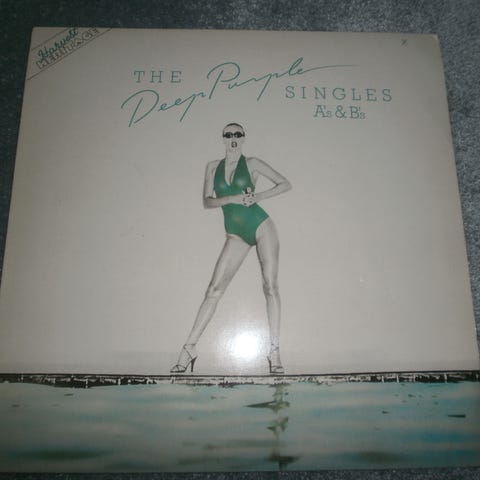 Harvest
HERITAGE
THE
Deep Purple
SINGLES
A's & B's